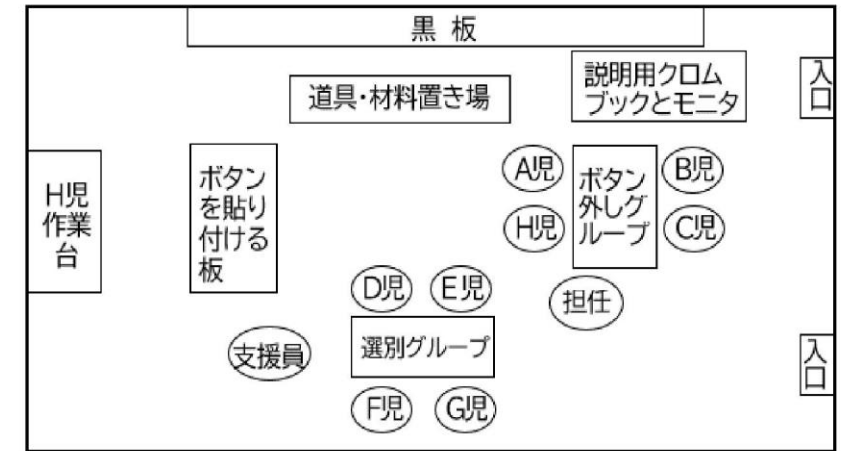 黒板
道具・材料置き場
説明用クロム
ブックとモニタ
入
口
H児
作業
台
ボタン
を貼り
付ける
板
A児
H児
ボタン
外しグ
ループ
B児
C児
D児
E児
担任
支援員
選別グループ
F児
G児
入
口